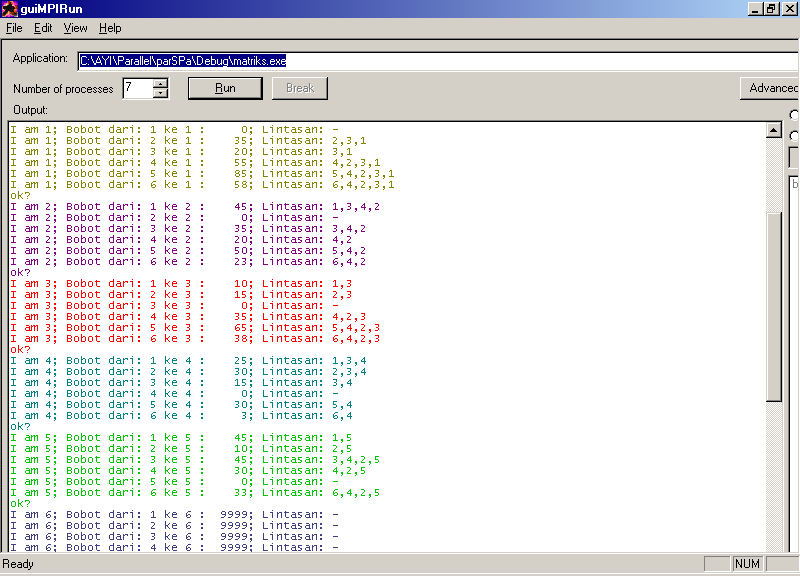 guiMPIRun
File Edit View Help
Application: C:\AYI\Parallel\parSPa\Debug\matriks.exe
Number of processes 7 Run Break Advanced
Output:
I am 1; Bobot dari: 1 ke 1 : 0; Lintasan: -
I am 1; Bobot dari: 2 ke 1 : 35; Lintasan: 2,3,1
I am 1; Bobot dari: 3 ke 1 : 20; Lintasan: 3,1
I am 1; Bobot dari: 4 ke 1 : 55; Lintasan: 4,2,3,1
I am 1; Bobot dari: 5 ke 1 : 85; Lintasan: 5,4,2,3,1
I am 1; Bobot dari: 6 ke 1 : 58; Lintasan: 6,4,2,3,1
ok?
I am 2; Bobot dari: 1 ke 2 : 45; Lintasan: 1,3,4,2
I am 2; Bobot dari: 2 ke 2 : 0; Lintasan: -
I am 2; Bobot dari: 3 ke 2 : 35; Lintasan: 3,4,2
I am 2; Bobot dari: 4 ke 2 : 20; Lintasan: 4,2
I am 2; Bobot dari: 5 ke 2 : 50; Lintasan: 5,4,2
I am 2; Bobot dari: 6 ke 2 : 23; Lintasan: 6,4,2
ok?
I am 3; Bobot dari: 1 ke 3 : 10; Lintasan: 1,3
I am 3; Bobot dari: 2 ke 3 : 15; Lintasan: 2,3
I am 3; Bobot dari: 3 ke 3 : 0; Lintasan: -
I am 3; Bobot dari: 4 ke 3 : 35; Lintasan: 4,2,3
I am 3; Bobot dari: 5 ke 3 : 65; Lintasan: 5,4,2,3
I am 3; Bobot dari: 6 ke 3 : 38; Lintasan: 6,4,2,3
ok?
I am 4; Bobot dari: 1 ke 4 : 25; Lintasan: 1,3,4
I am 4; Bobot dari: 2 ke 4 : 30; Lintasan: 2,3,4
I am 4; Bobot dari: 3 ke 4 : 15; Lintasan: 3,4
I am 4; Bobot dari: 4 ke 4 : 0; Lintasan: -
I am 4; Bobot dari: 5 ke 4 : 30; Lintasan: 5,4
I am 4; Bobot dari: 6 ke 4 : 3; Lintasan: 6,4
ok?
I am 5; Bobot dari: 1 ke 5 : 45; Lintasan: 1,5
I am 5; Bobot dari: 2 ke 5 : 10; Lintasan: 2,5
I am 5; Bobot dari: 3 ke 5 : 45; Lintasan: 3,4,2,5
I am 5; Bobot dari: 4 ke 5 : 30; Lintasan: 4,2,5
I am 5; Bobot dari: 5 ke 5 : 0; Lintasan: -
I am 5; Bobot dari: 6 ke 5 : 33; Lintasan: 6,4,2,5
ok?
I am 6; Bobot dari: 1 ke 6 : 9999; Lintasan: -
I am 6; Bobot dari: 2 ke 6 : 9999; Lintasan: -
I am 6; Bobot dari: 3 ke 6 : 9999; Lintasan: -
I am 6; Bobot dari: 4 ke 6 : 9999; Lintasan: -
Ready NUM